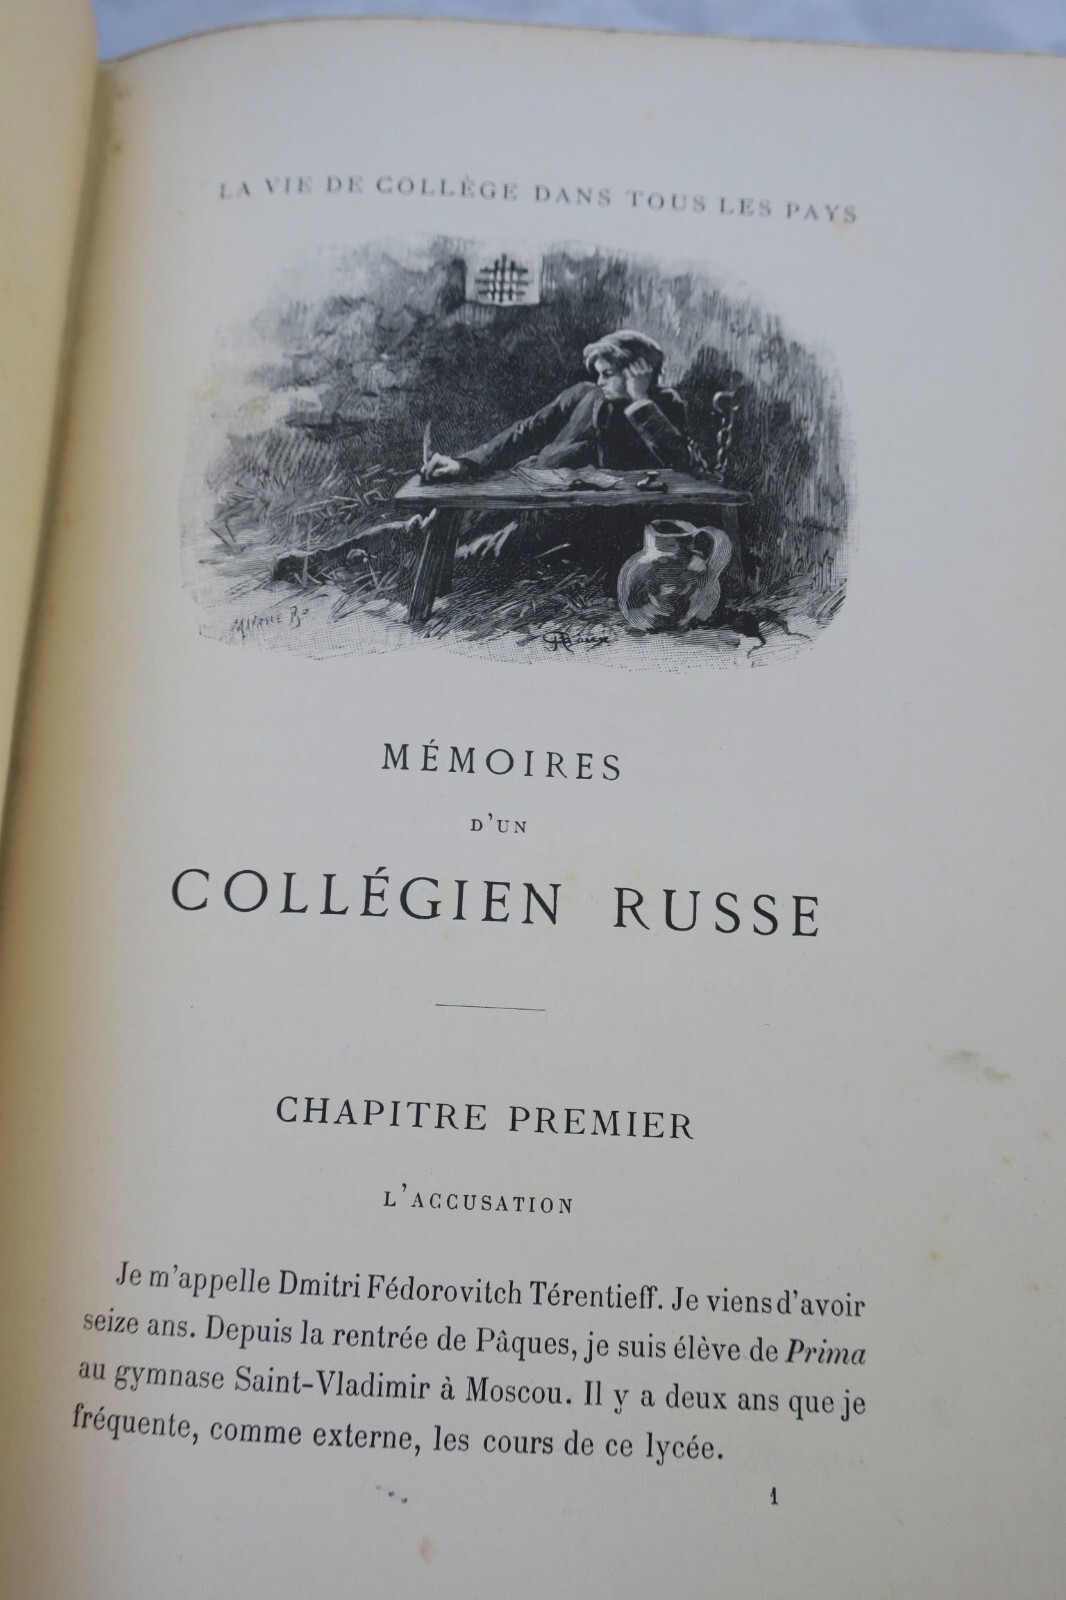 LA VIE DE COLLÈGE DANS TOUS LES PAYS
MÉMOIRES
D'UN
COLLÉGIEN RUSSE
CHAPITRE PREMIER
L'ACCUSATION
Je m'appelle Dmitri Fédorovitch Térentieff. Je viens d'avoir
seize ans. Depuis la rentrée de Pâques, je suis élève de Prima
au gymnase Saint-Vladimir à Moscou. Il y a deux ans que je
fréquente, comme externe, les cours de ce lycée.
1